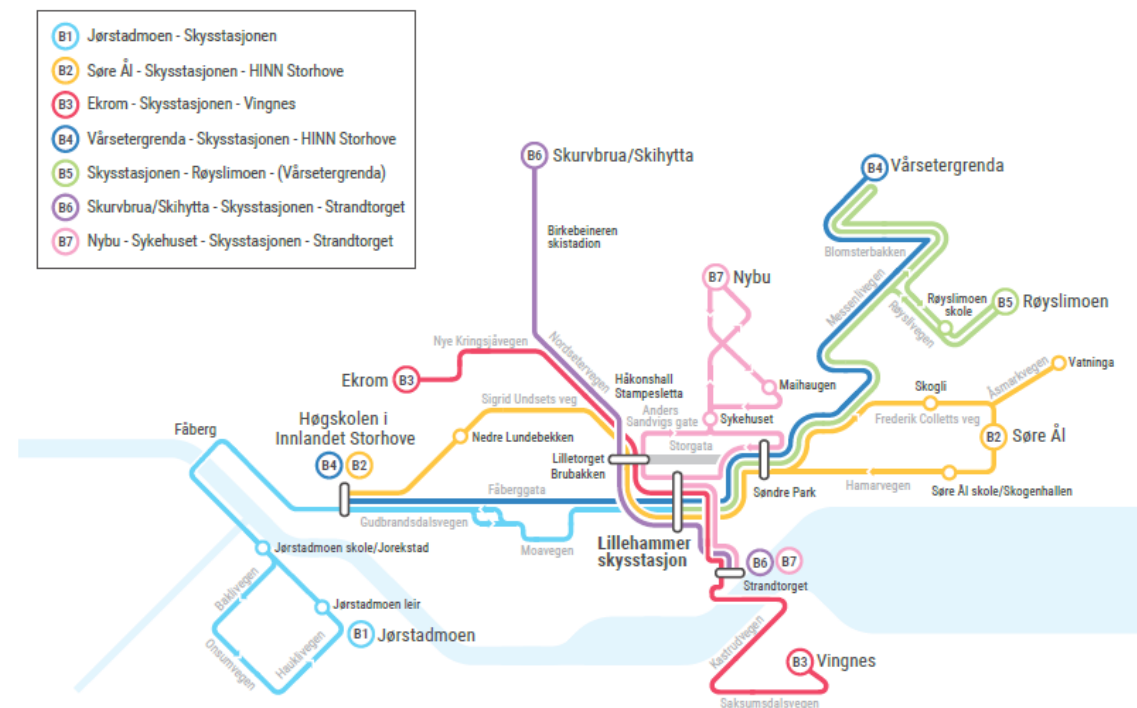 B1 Jørstadmoen - Skysstasjonen
B2 Søre Ål - Skysstasjonen - HINN Storhove
B3 Ekrom - Skysstasjonen - Vingnes
B4 Vårsetergrenda - Skysstasjonen - HINN Storhove
B5 Skysstasjonen - Røyslimoen - (Vårsetergrenda)
B6 Skurvbrua/Skihytta - Skysstasjonen - Strandtorget
B7 Nybu - Sykehuset - Skysstasjonen - Strandtorget
B6 Skurvbrua/Skihytta
B4 Vårsetergrenda
Birkebeineren
skistadion
Blomsterbakken
B7 Nybu
Messenlivegen
Røyslimoen
skole
B5 Røyslimoen
Røyslivegen
Nye Kringsjåvegen
Nordsetervegen
Ekrom B3
Håkonshall
Stampesletta
Maihaugen
Skogli
Åsmarkvegen
Vatninga
Sigrid Undsets veg
Anders
Sandvigs gate
Sykehuset
Frederik Colletts veg
Høgskolen i
Innlandet Storhove
B4 B2
Nedre Lundebekken
Storgata
B2 Søre Ål
Fåberg
Lilletorget
Brubakken
Fåberggata
Søndre Park
Hamarvegen
Søre Ål skole/Skogenhallen
Gudbrandsdalsvegen
Moavegen
Lillehammer
skysstasjon
Jørstadmoen skole/Jorekstad
B6 B7
Strandtorget
Baklivegen
Jørstadmoen leir
B1 Jørstadmoen
Onsumvegen
Hauklivegen
Kastrudvegen
B3 Vingnes
Saksumsdalsvegen